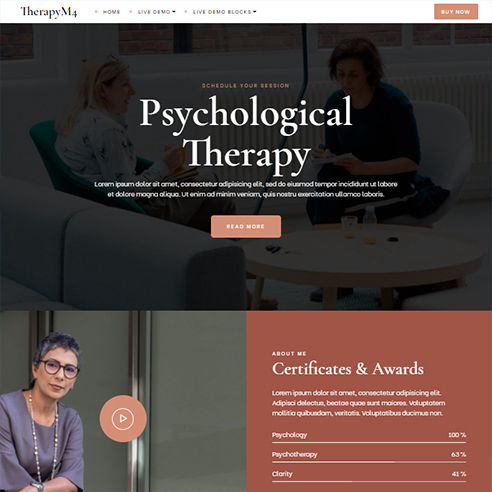 TherapyM4
HOME
LIVE DEMO
LIVE DEMO BLOCKS
BUY NOW
SCHEDULE YOUR SESSION
Psychological
Therapy
Lorem ipsum dolor sit amet, consectetur adipisicing elit, sed do eiusmod tempor incididunt ut labore
et dolore magna aliqua. Ut enim ad minim veniam, quis nostru exercitation ullamco laboris.
READ MORE
ABOUT ME
Certificates & Awards
Lorem ipsum dolor sit amet, consectetur adipisicing elit.
Adipisci delectus, beatae quae sunt maiores. Voluptatem
mollitia quibusdam, veritatis. Voluptatibus ducimus non.
Psychology 100 %
Psychotherapy 63 %
Clarity 41 %